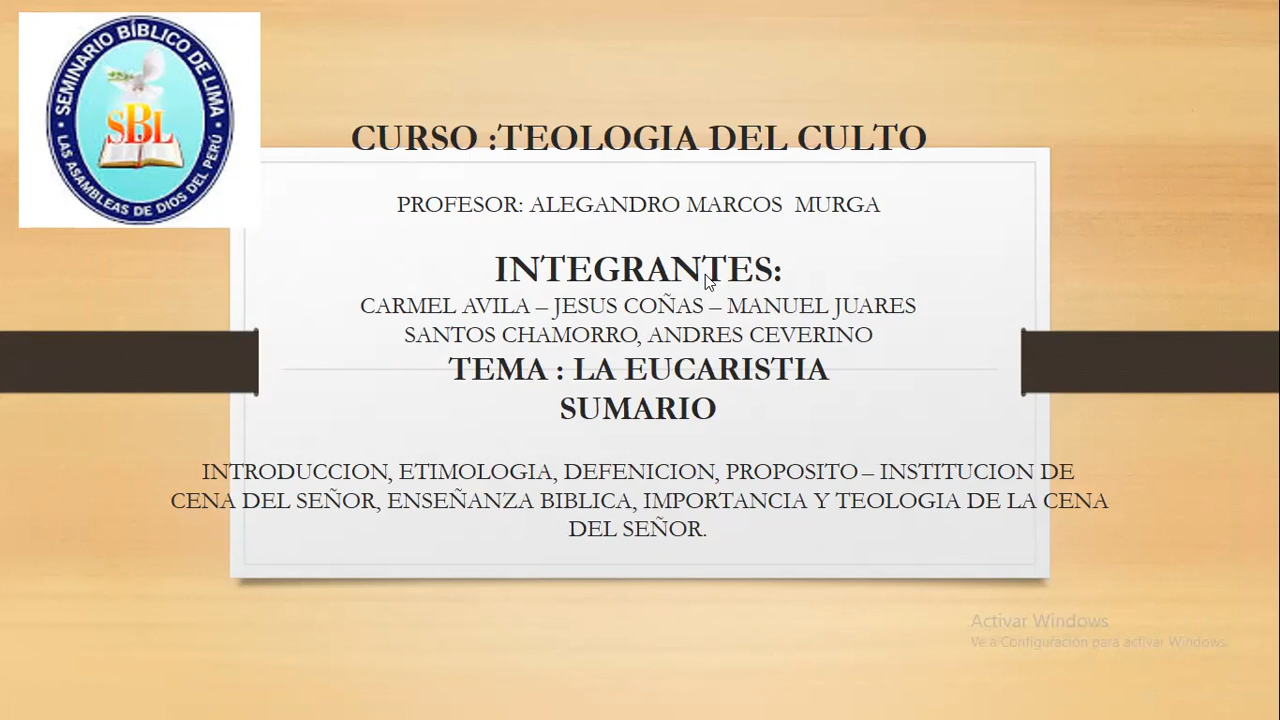 SEMINARIO BÍBLICO DE LIMA
SBL
LAS ASAMBLEAS DE DIOS DEL PERÚ
CURSO :TEOLOGIA DEL CULTO
PROFESOR: ALEGANDRO MARCOS  MURGA
INTEGRANTES:
CARMEL AVILA – JESUS COÑAS – MANUEL JUARES
SANTOS CHAMORRO, ANDRES CEVERINO
TEMA : LA EUCARISTIA
SUMARIO
INTRODUCCION, ETIMOLOGIA, DEFENICION, PROPOSITO – INSTITUCION DE
CENA DEL SEÑOR, ENSEÑANZA BIBLICA, IMPORTANCIA Y TEOLOGIA DE LA CENA
DEL SEÑOR.
Activar Windows
Ve a Configuración para activar Windows.